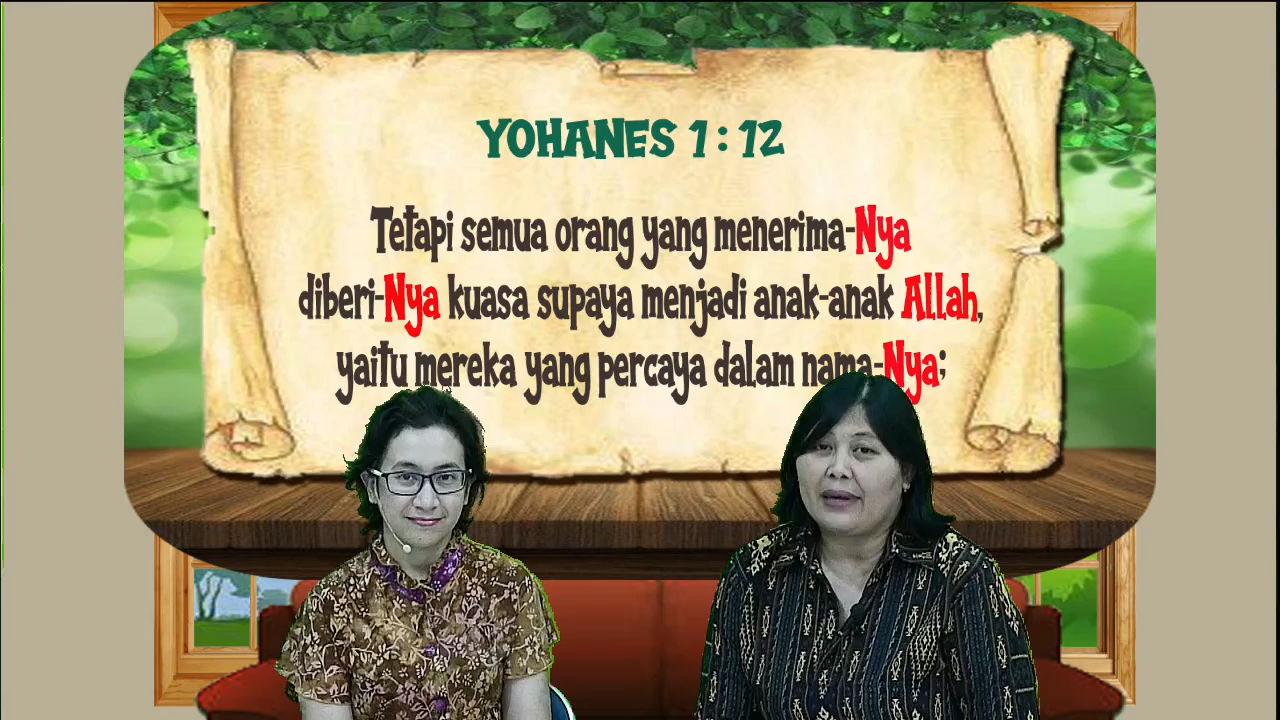 YOHANES 1 : 12
Tetapi semua orang yang menerima-Nya
diberi-Nya kuasa supaya menjadi anak-anak Allah,
yaitu mereka yang percaya dalam nama-Nya;